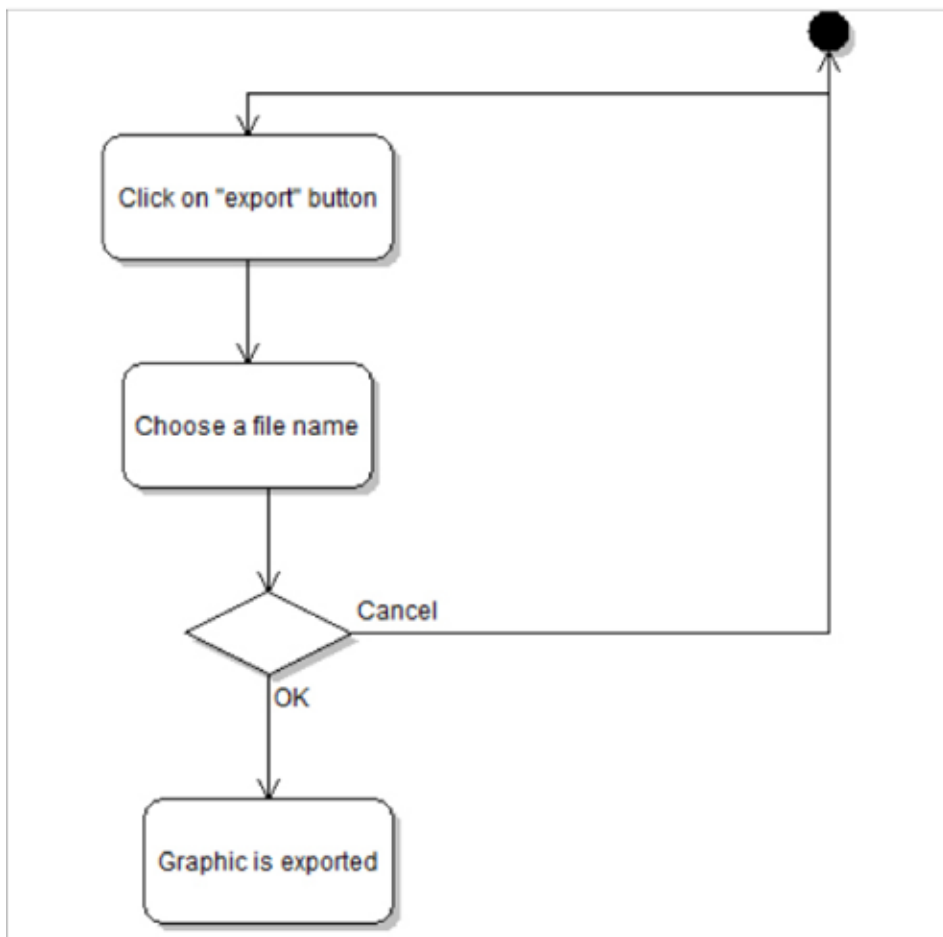 Click on "export" button
Choose a file name
Cancel
OK
Graphic is exported